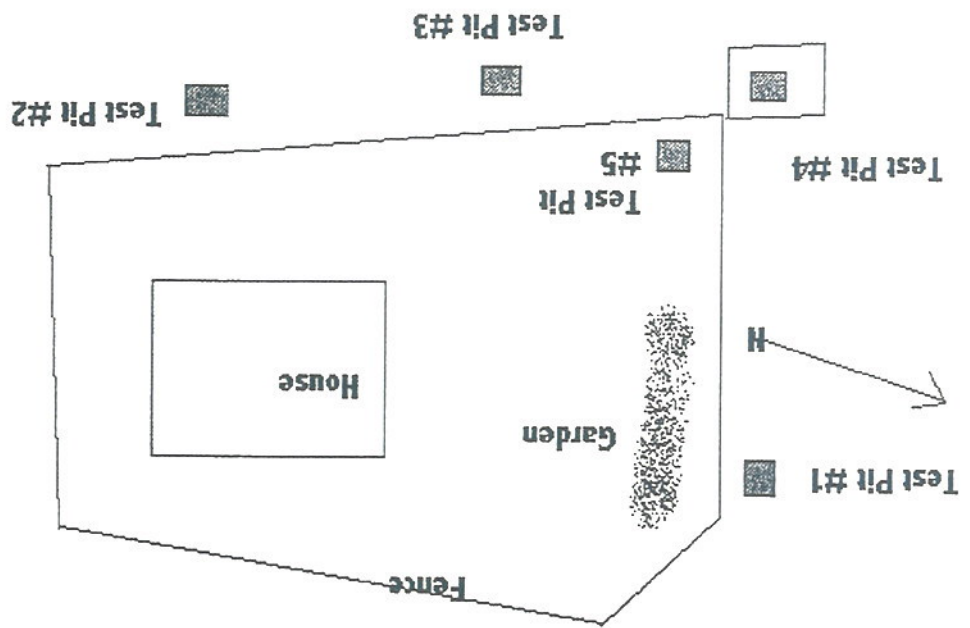 Fence
Test Pit #1
Garden
House
N
Test Pit
#5
Test Pit #4
Test Pit #2
Test Pit #3